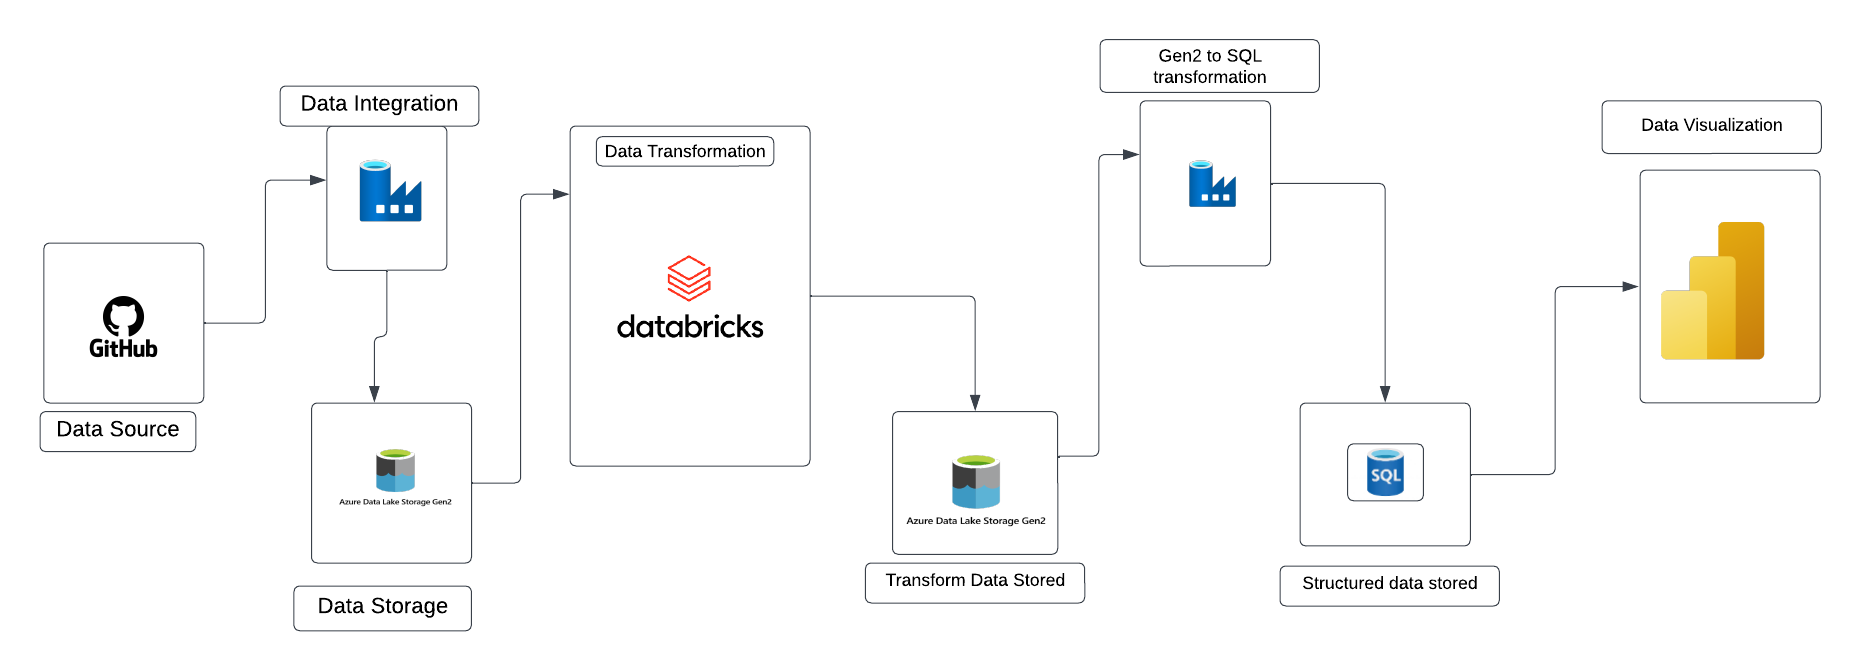 GitHub
Data Source
Data Integration
Azure Data Lake Storage Gen2
Data Storage
Data Transformation
databricks
Azure Data Lake Storage Gen2
Transform Data Stored
Gen2 to SQL
transformation
SQL
Structured data stored
Data Visualization